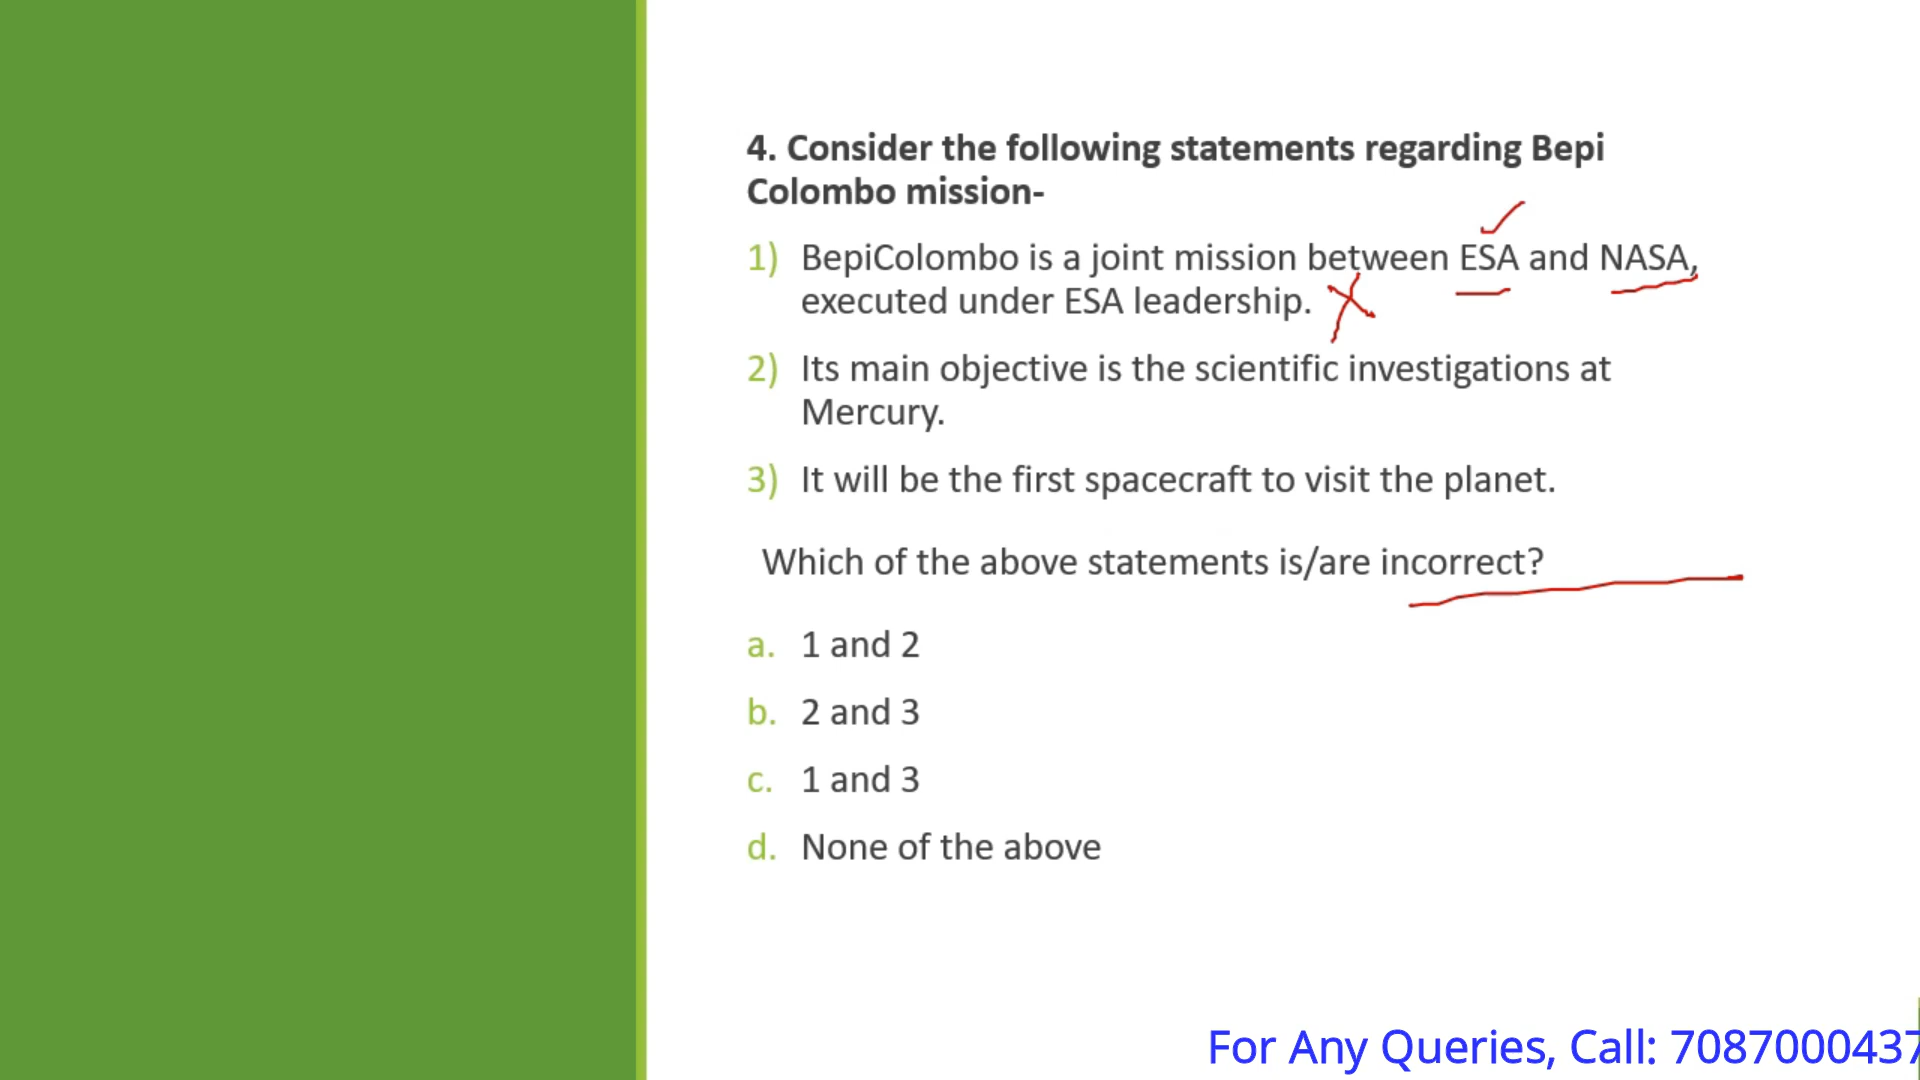 4. Consider the following statements regarding Bepi
Colombo mission-
1) BepiColombo is a joint mission between ESA and NASA,
executed under ESA leadership.
2) Its main objective is the scientific investigations at
Mercury.
3) It will be the first spacecraft to visit the planet.
Which of the above statements is/are incorrect?
a. 1 and 2
b. 2 and 3
c. 1 and 3
d. None of the above
For Any Queries, Call: 7087000437